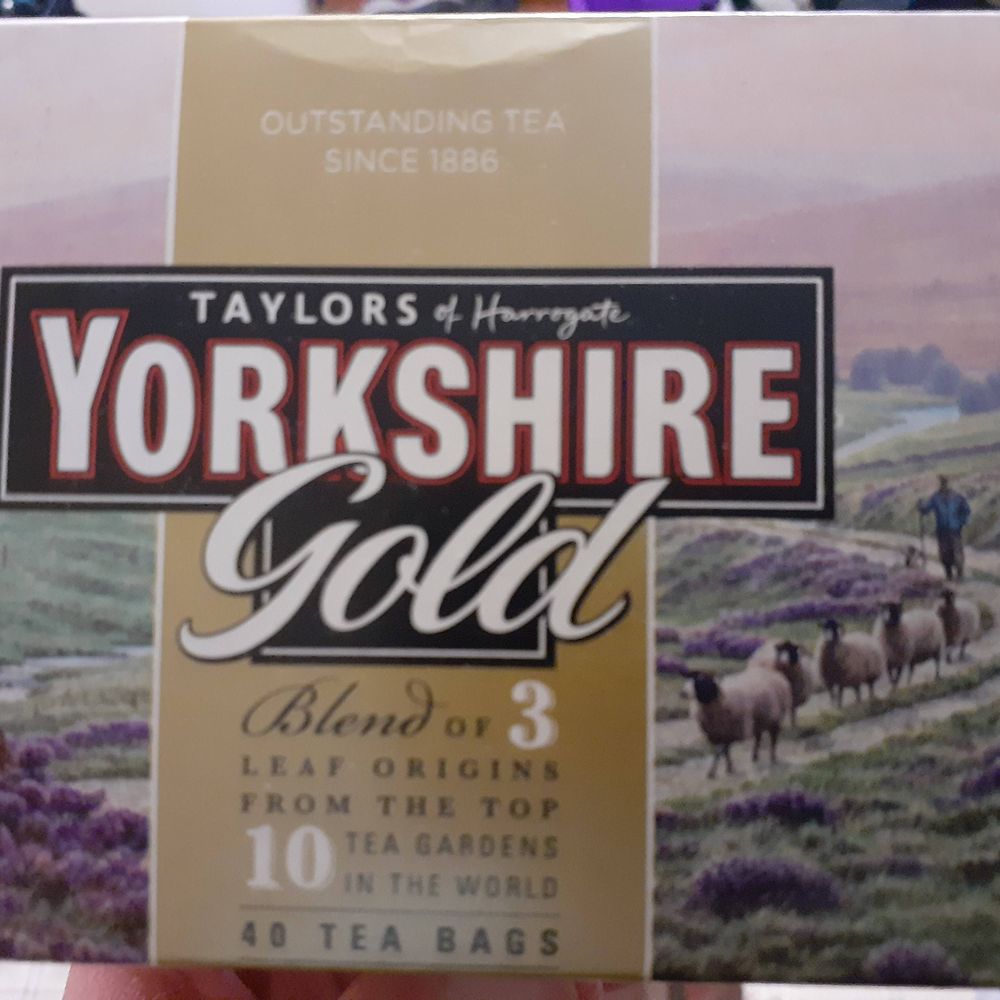 OUTSTANDING TEA
SINCE 1886
TAYLORS of Harrogate
YORKSHIRE
Gold
Blend OF 3
LEAF ORIGINS
FROM THE TOP
10 TEA GARDENS
IN THE WORLD
40 TEA BAGS